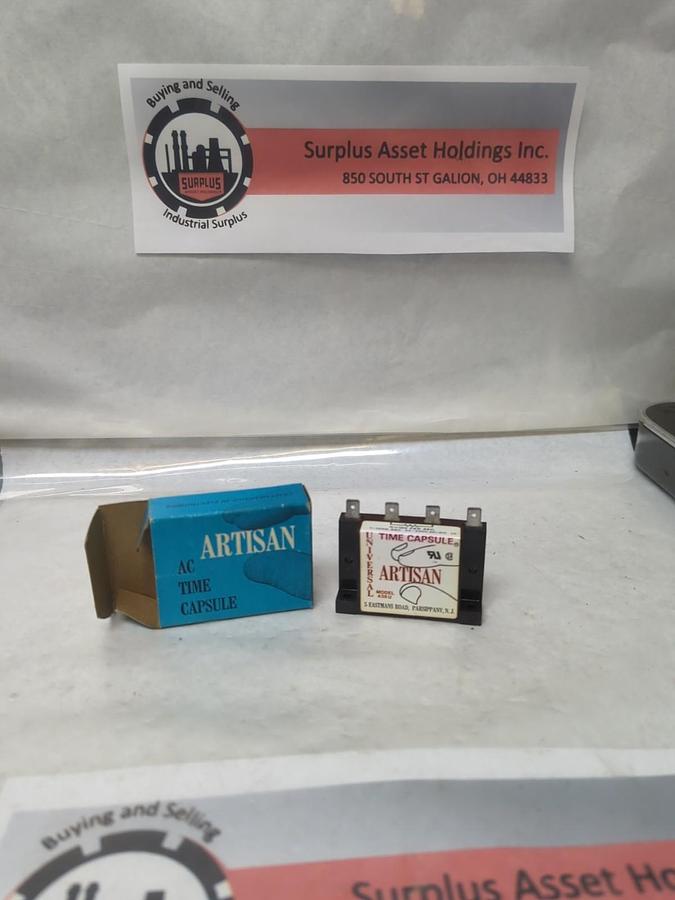 Buying and Selling
SURPLUS
Industrial Surplus
Surplus Asset Holdings Inc.
850 SOUTH ST GALION, OH 44833
ARTISAN
AC
TIME
CAPSULE
UNIVERSAL
TIME CAPSULE
ARTISAN
MODEL
438U
5 EASTMANS ROAD, PARSIPPANY, N. J.
Buying and Selling
Surplus Asset Ho